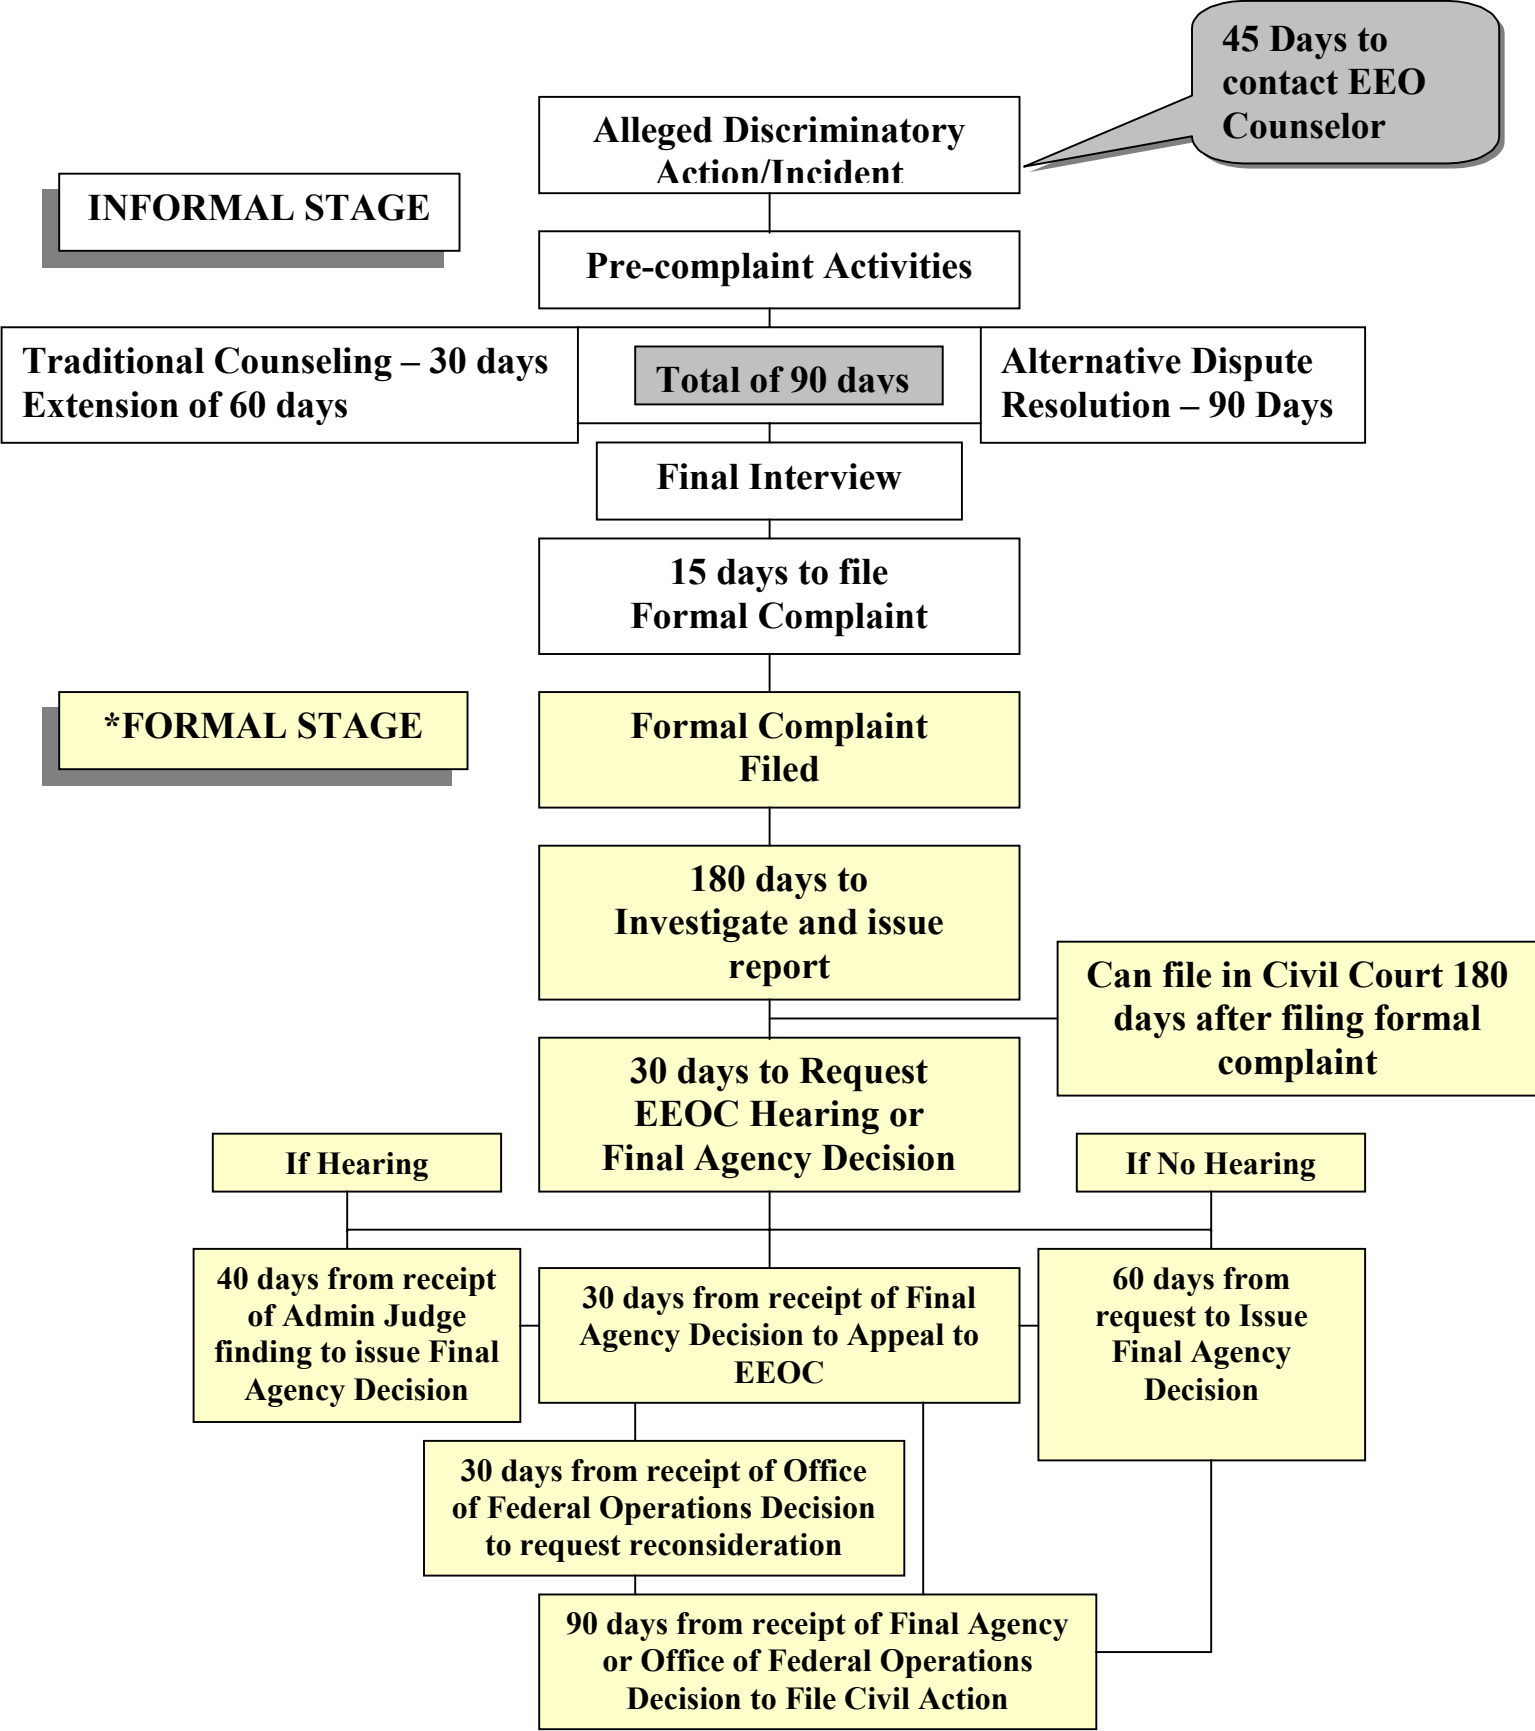 45 Days to
contact EEO
Counselor
Alleged Discriminatory
Action/Incident
INFORMAL STAGE
Pre-complaint Activities
Traditional Counseling – 30 days
Extension of 60 days
Total of 90 days
Alternative Dispute
Resolution – 90 Days
Final Interview
15 days to file
Formal Complaint
*FORMAL STAGE
Formal Complaint
Filed
180 days to
Investigate and issue
report
Can file in Civil Court 180
days after filing formal
complaint
30 days to Request
EEOC Hearing or
Final Agency Decision
If Hearing
If No Hearing
40 days from receipt
of Admin Judge
finding to issue Final
Agency Decision
30 days from receipt of Final
Agency Decision to Appeal to
EEOC
60 days from
request to Issue
Final Agency
Decision
30 days from receipt of Office
of Federal Operations Decision
to request reconsideration
90 days from receipt of Final Agency
or Office of Federal Operations
Decision to File Civil Action